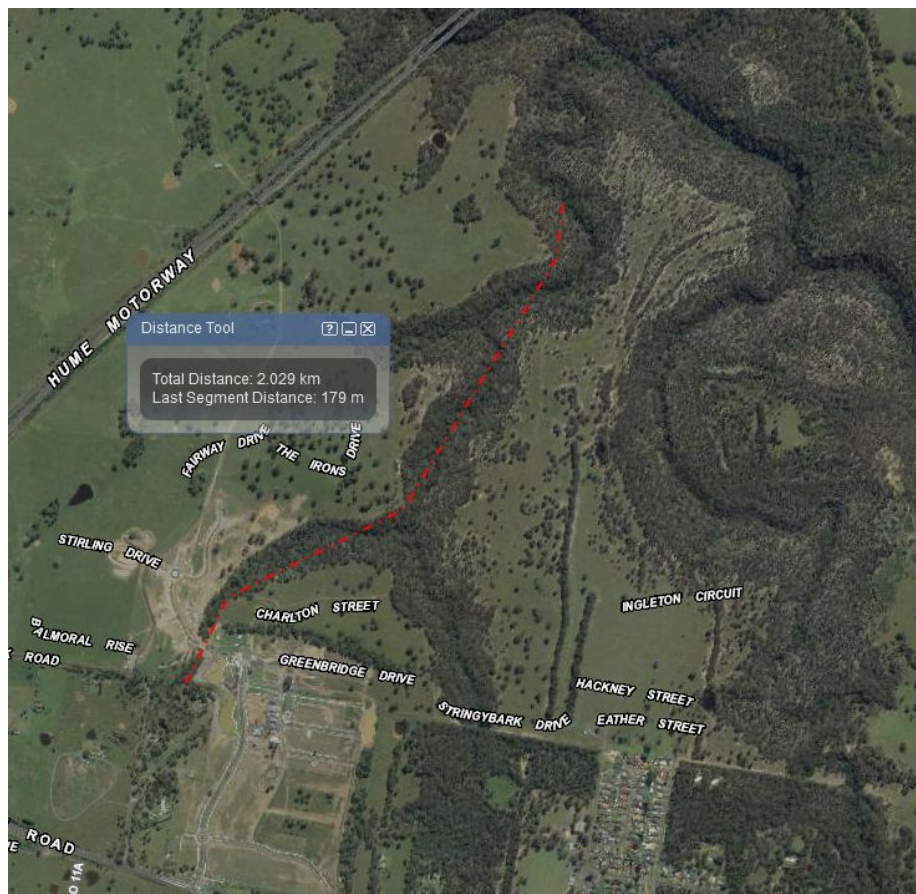 HUME MOTORWAY
Distance Tool
Total Distance: 2.029 km
Last Segment Distance: 179 m
FAIRWAY DRIVE
THE IRONS DRIVE
STIRLING DRIVE
CHARLTON STREET
INGLETON CIRCUIT
BALMORAL RISE
K ROAD
GREENBRIDGE DRIVE
HACKNEY STREET
STRINGYBARK DRIVE
EATHER STREET
ROAD
O 11A